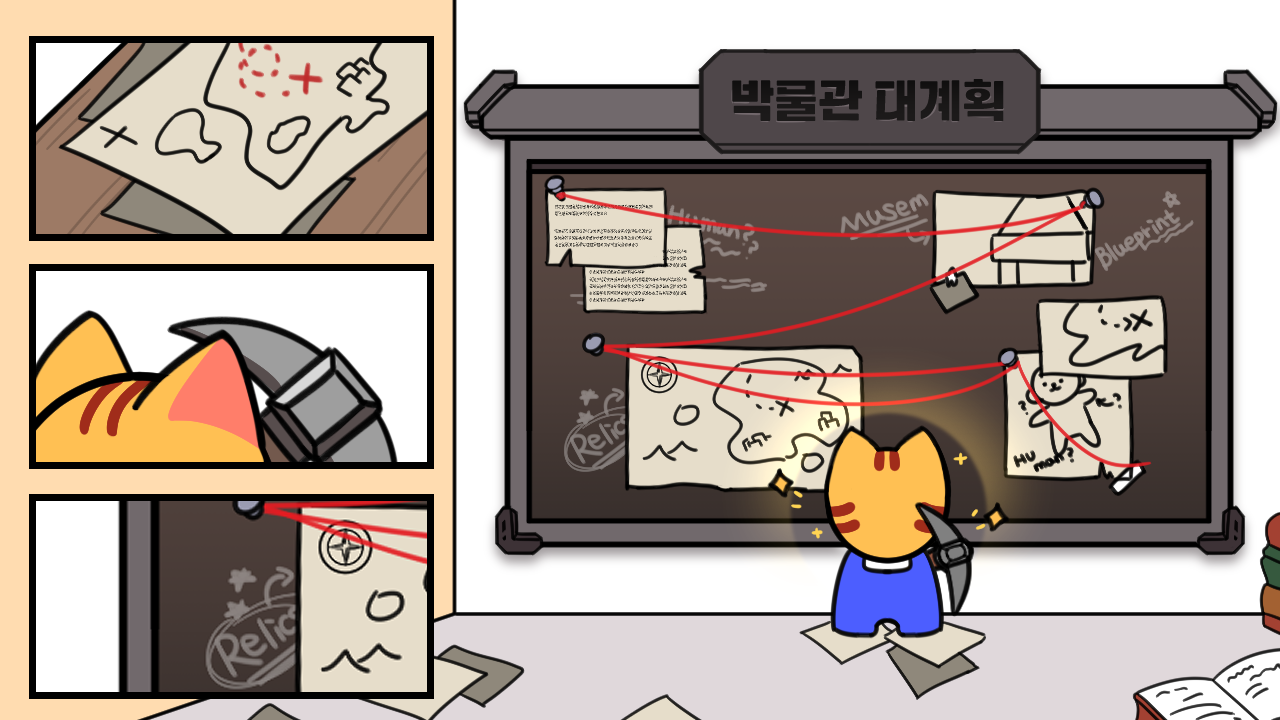 박물관 대계획
Human?
Musem
Blueprint
Relic
Relic
?
?
Hu
man?